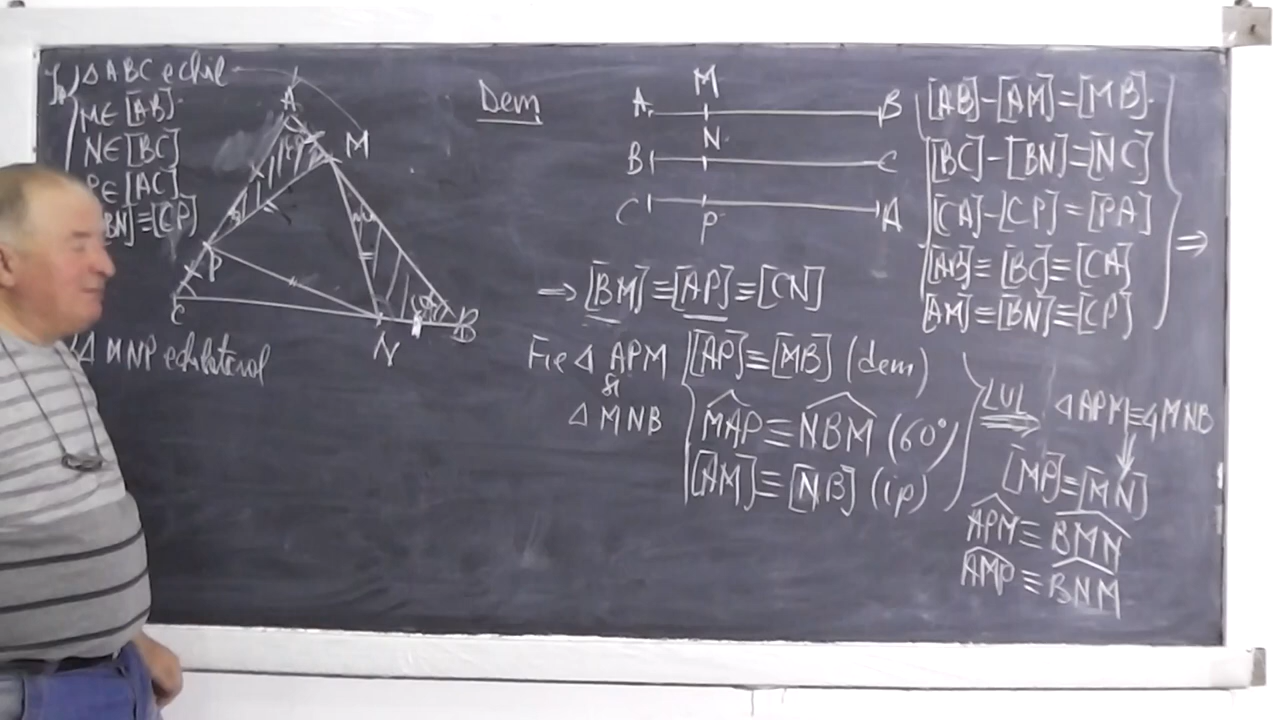 Ip) △ ABC echil
M∈ [AB]
N∈ [BC]
P∈ [AC]
BN]≡[CP]
△ MNP echilateral
A
M
P
C
N
B
Dem
M
A B
N
B C
C A
P
[AB]-[AM]=[MB]
[BC]-[BN]=[NC]
[CA]-[CP]=[PA]
[AB]≡[BC]≡[CA]
[AM]≡[BN]≡[CP]
⇒
⇒ [BM]≡[AP]≡[CN]
Fie △ APM
și
△ MNB
[AP]≡[MB] (dem)
MAP≡NBM (60°)
[AM]≡[NB] (ip)
LUL
⇒ △APM≡△MNB
[MP]≡[MN]
APM≡BMN
AMP≡BNM